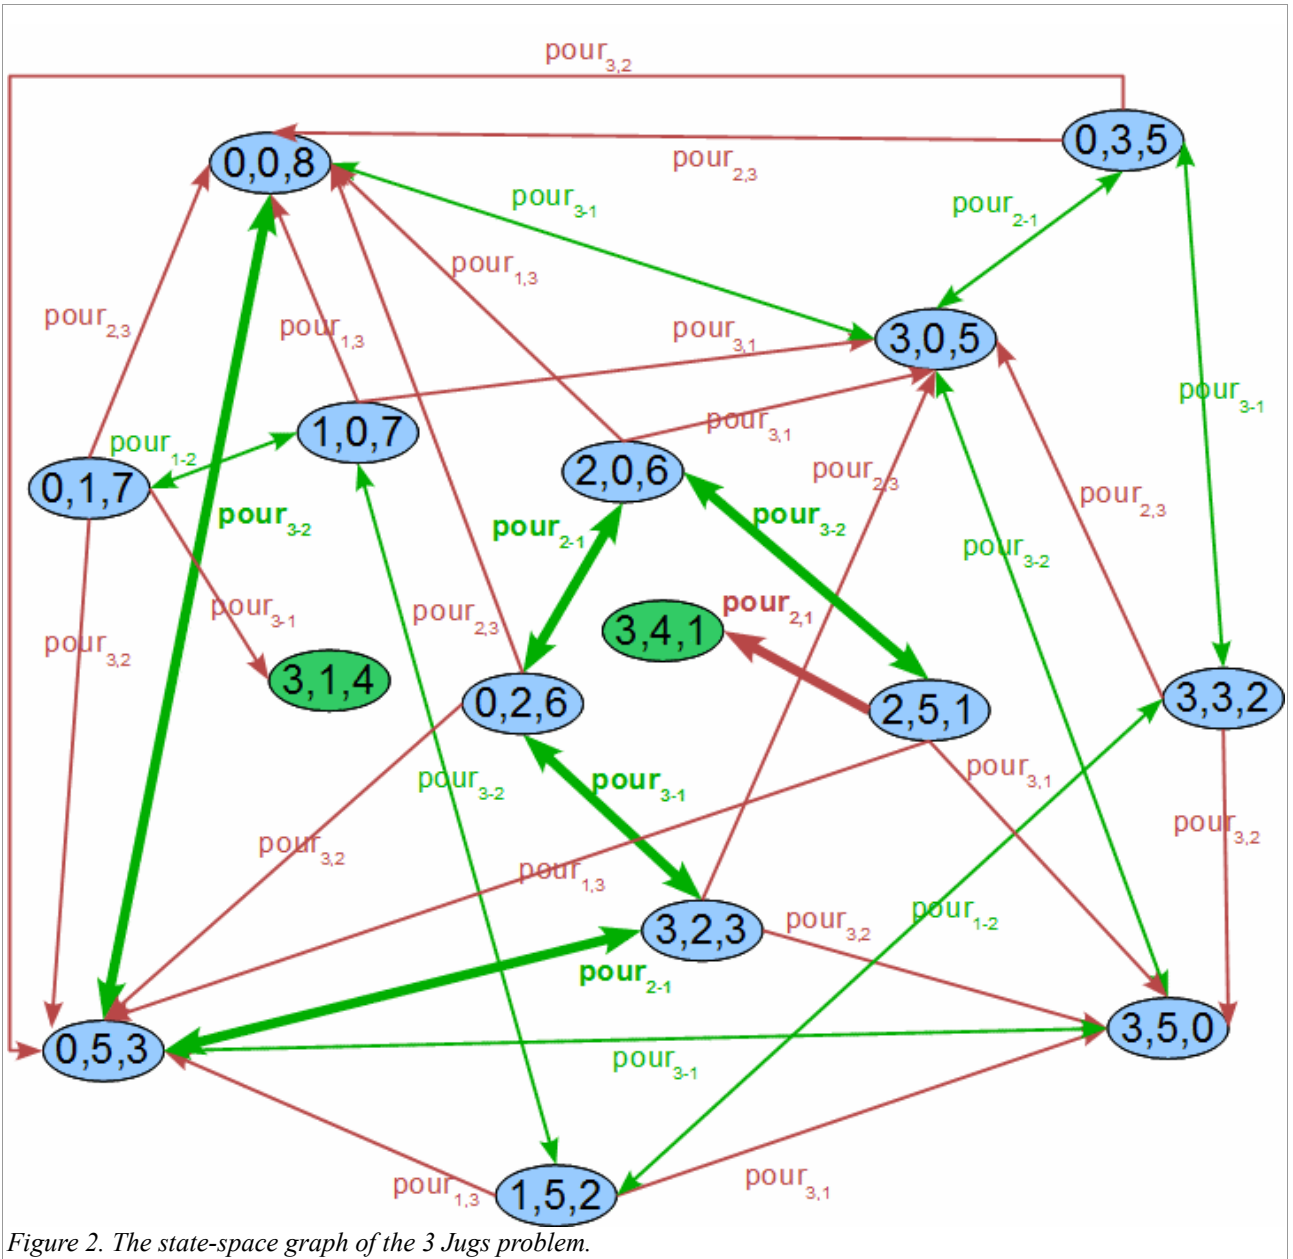 pour3,2
0,3,5
0,0,8
pour2,3
pour3-1
pour2-1
pour1,3
pour2,3
pour1,3
pour3,1
3,0,5
pour3-1
pour3,1
1,0,7
pour1-2
2,0,6
pour2,3
0,1,7
pour2,3
pour3-2
pour2-1
pour3-2
pour3-2
pour3-1
pour2,3
pour2,1
3,4,1
pour3,2
3,1,4
0,2,6
2,5,1
3,3,2
pour3-2
pour3-1
pour3,1
pour3,2
pour3,2
pour1,3
pour1-2
3,2,3
pour3,2
pour2-1
3,5,0
0,5,3
pour3-1
pour1,3
1,5,2
pour3,1
Figure 2. The state-space graph of the 3 Jugs problem.